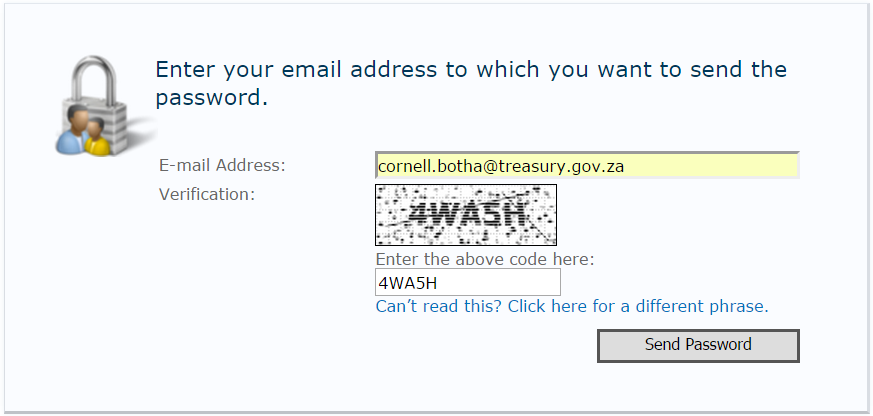 Enter your email address to which you want to send the
password.
E-mail Address:
cornell.botha@treasury.gov.za
Verification:
4WA5H
Enter the above code here:
4WA5H
Can’t read this? Click here for a different phrase.
Send Password